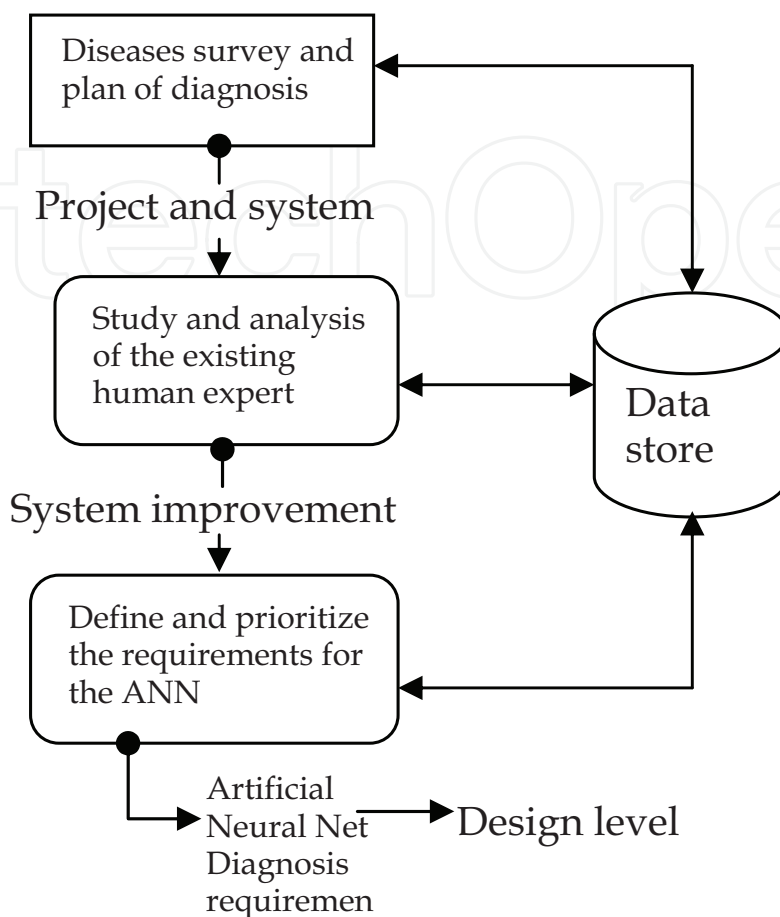 Diseases survey and
plan of diagnosis
Project and system
Study and analysis
of the existing
human expert
Data
store
System improvement
Define and prioritize
the requirements for
the ANN
Artificial
Neural Net
Diagnosis
requiremen
Design level
techOpe